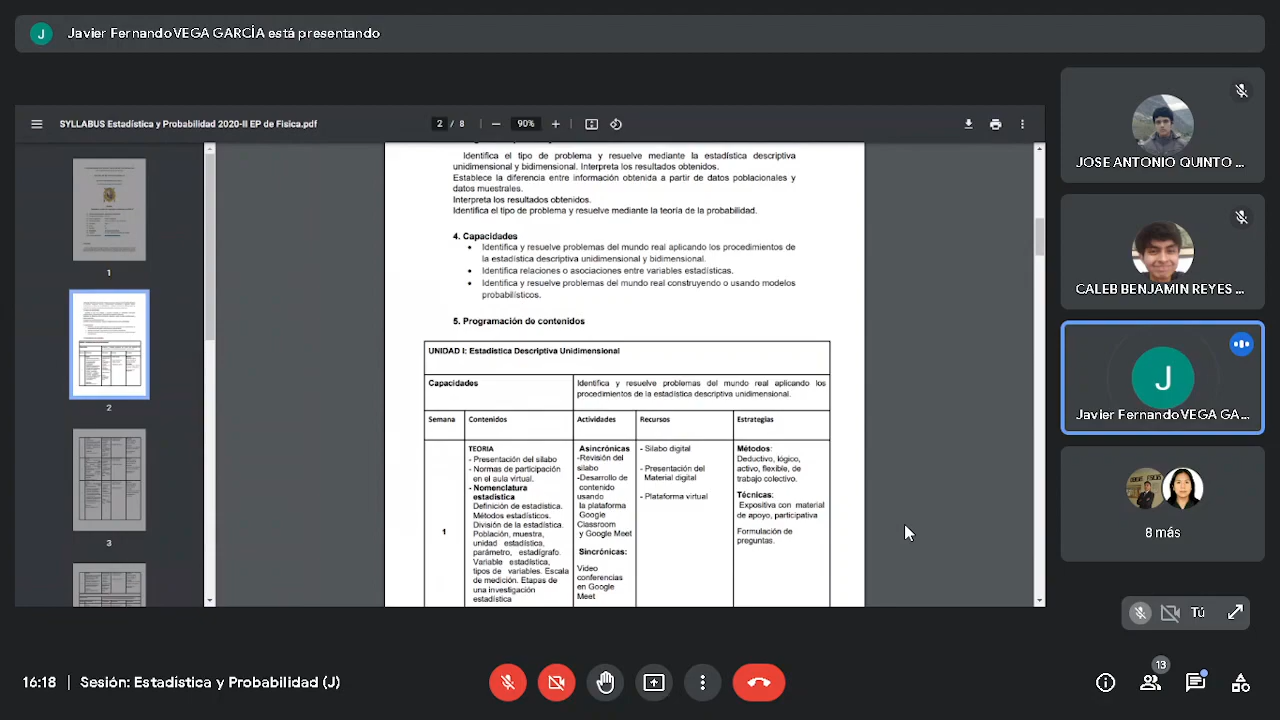 J
Javier FernandoVEGA GARCÍA está presentando
SYLLABUS Estadística y Probabilidad 2020-II EP de Fisica.pdf
2 / 8
90%
1
2
3
Identifica el tipo de problema y resuelve mediante la estadística descriptiva
unidimensional y bidimensional. Interpreta los resultados obtenidos.
Establece la diferencia entre información obtenida a partir de datos poblacionales y
datos muestrales.
Interpreta los resultados obtenidos.
Identifica el tipo de problema y resuelve mediante la teoría de la probabilidad.
4. Capacidades
• Identifica y resuelve problemas del mundo real aplicando los procedimientos de
la estadística descriptiva unidimensional y bidimensional.
• Identifica relaciones o asociaciones entre variables estadísticas.
• Identifica y resuelve problemas del mundo real construyendo o usando modelos
probabilísticos.
5. Programación de contenidos
UNIDAD I: Estadística Descriptiva Unidimensional
Capacidades
Identifica y resuelve problemas del mundo real aplicando los
procedimientos de la estadística descriptiva unidimensional.
Semana
Contenidos
Actividades
Recursos
Estrategias
1
TEORIA
- Presentación del sílabo
- Normas de participación
en el aula virtual.
- Nomenclatura
estadística
Definición de estadística.
Métodos estadísticos.
División de la estadística.
Población, muestra,
unidad estadística,
parámetro, estadígrafo.
Variable estadística,
tipos de variables. Escala
de medición. Etapas de
una investigación
estadística
Asincrónicas
-Revisión del
silabo
-Desarrollo de
contenido
usando
la plataforma
Google
Classroom
y Google Meet
Sincrónicas:
Video
conferencias
en Google
Meet
- Silabo digital
- Presentación del
Material digital
- Plataforma virtual
Métodos:
Deductivo, lógico,
activo, flexible, de
trabajo colectivo.
Técnicas:
Expositiva con material
de apoyo, participativa
Formulación de
preguntas.
JOSE ANTONIO QUINTO ...
CALEB BENJAMIN REYES ...
J
Javier FernandoVEGA GA...
8 más
Tú
16:18 | Sesión: Estadística y Probabilidad (J)
13